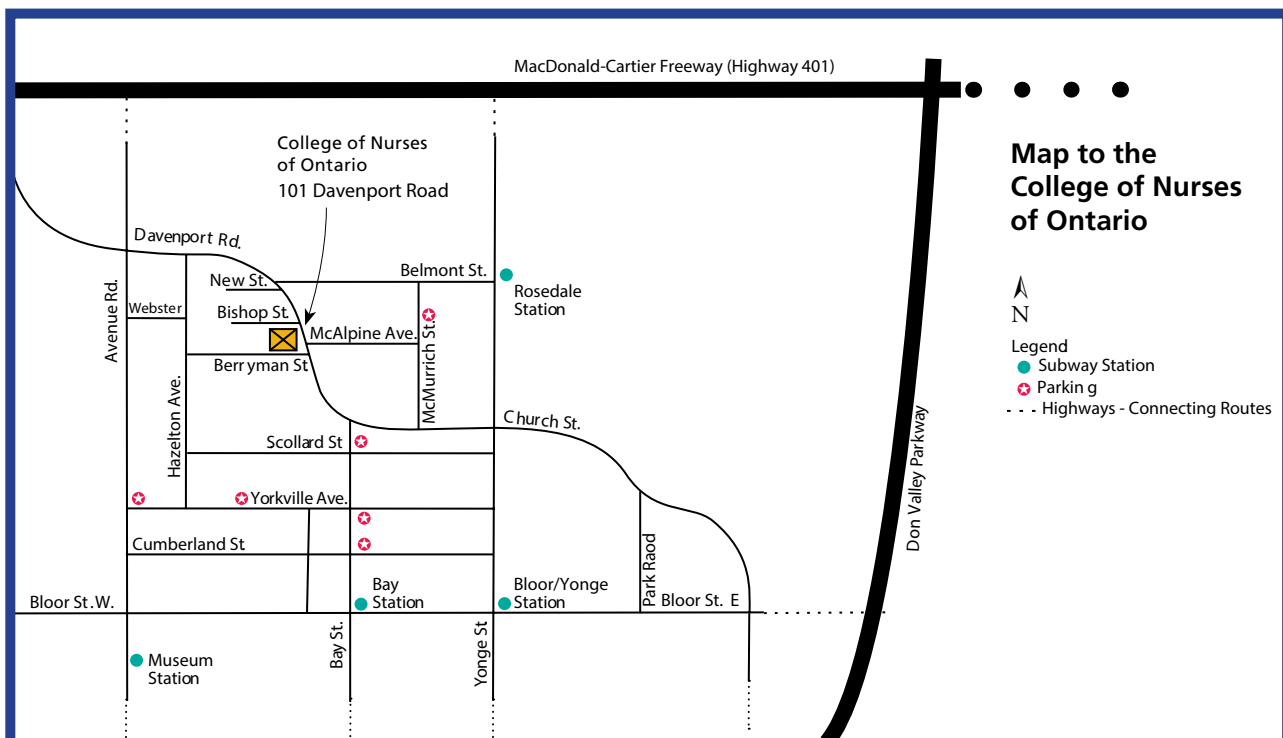 MacDonald-Cartier Freeway (Highway 401)
College of Nurses
of Ontario
101 Davenport Road
Map to the
College of Nurses
of Ontario
N
Legend
Subway Station
Parkin g
Highways - Connecting Routes
Davenport Rd.
Belmont St.
Rosedale
Station
New St.
Avenue Rd.
Webster
Bishop St.
McAlpine Ave.
McMurrich St.
Berryman St
Hazelton Ave.
Church St.
Don Valley Parkway
Scollard St
Yorkville Ave.
Cumberland St.
Park Raod
Bay
Station
Bloor/Yonge
Station
Bloor St.W.
Bloor St. E
Bay St.
Yonge St
Museum
Station